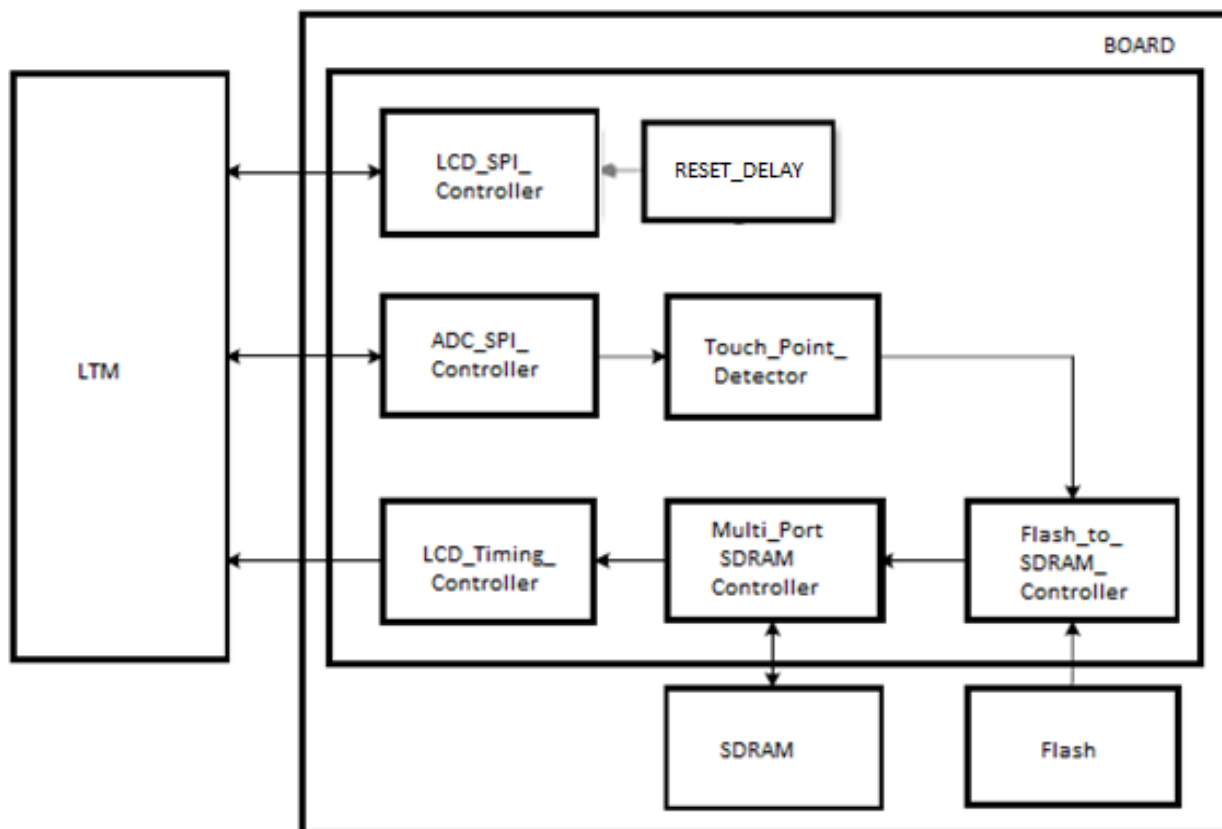 BOARD
LCD_SPI_
Controller
RESET_DELAY
LTM
ADC_SPI_
Controller
Touch_Point_
Detector
LCD_Timing_
Controller
Multi_Port
SDRAM
Controller
Flash_to_
SDRAM_
Controller
SDRAM
Flash